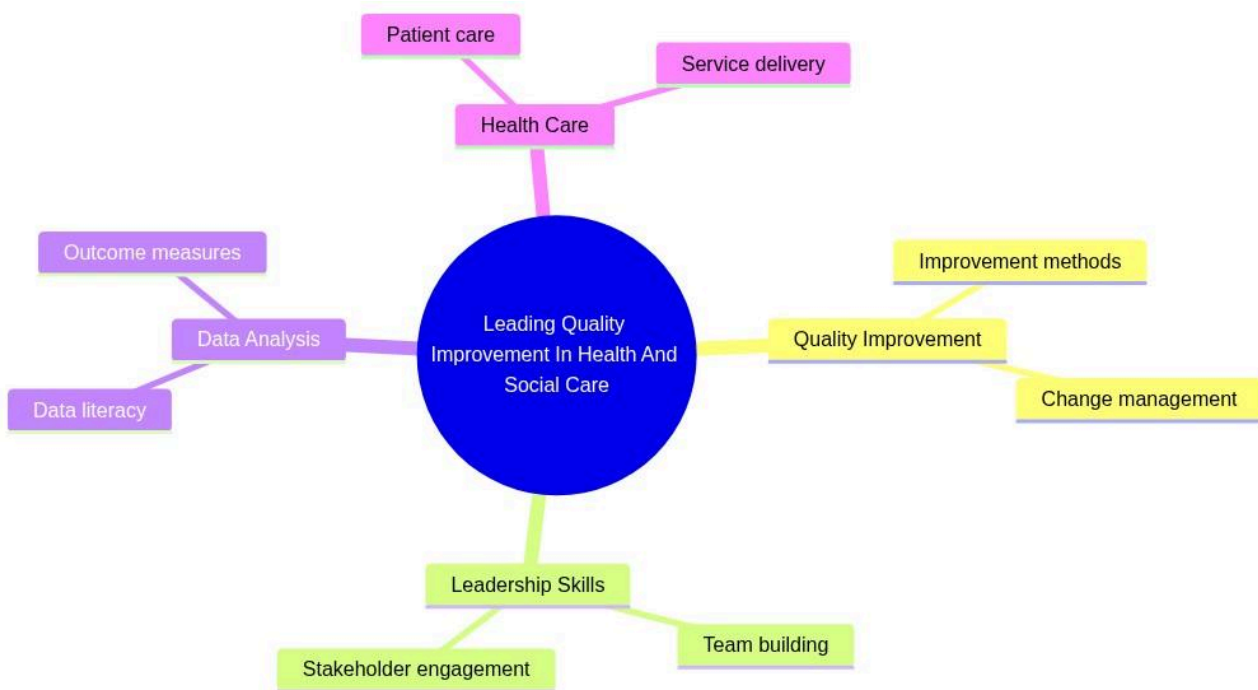 Patient care
Service delivery
Health Care
Outcome measures
Improvement methods
Leading Quality
Improvement In Health And
Social Care
Data Analysis
Quality Improvement
Data literacy
Change management
Leadership Skills
Team building
Stakeholder engagement